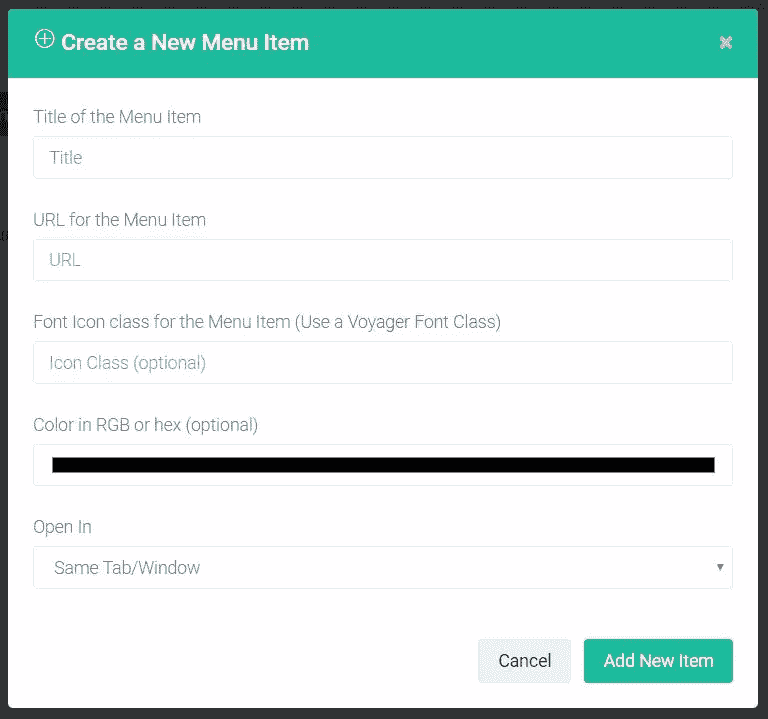 Create a New Menu Item
Title of the Menu Item
Title
URL for the Menu Item
URL
Font Icon class for the Menu Item (Use a Voyager Font Class)
Icon Class (optional)
Color in RGB or hex (optional)
Open In
Same Tab/Window
Cancel
Add New Item